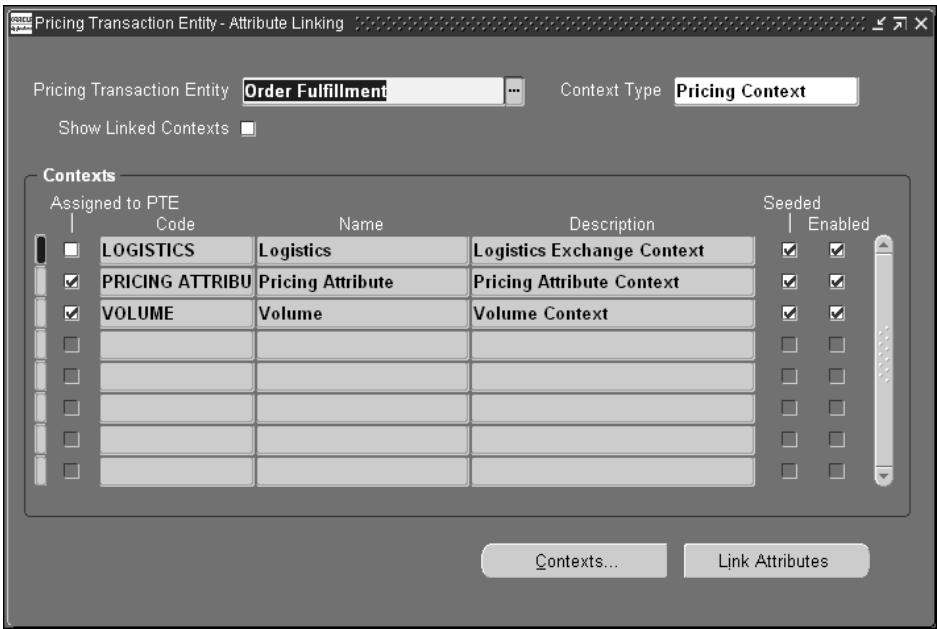 ORACLE
Pricing Transaction Entity - Attribute Linking
Pricing Transaction Entity Order Fulfillment ... Context Type Pricing Context
Show Linked Contexts
Contexts
Assigned to PTE Seeded
Code Name Description Enabled
LOGISTICS Logistics Logistics Exchange Context
PRICING ATTRIBU Pricing Attribute Pricing Attribute Context
VOLUME Volume Volume Context
Contexts... Link Attributes